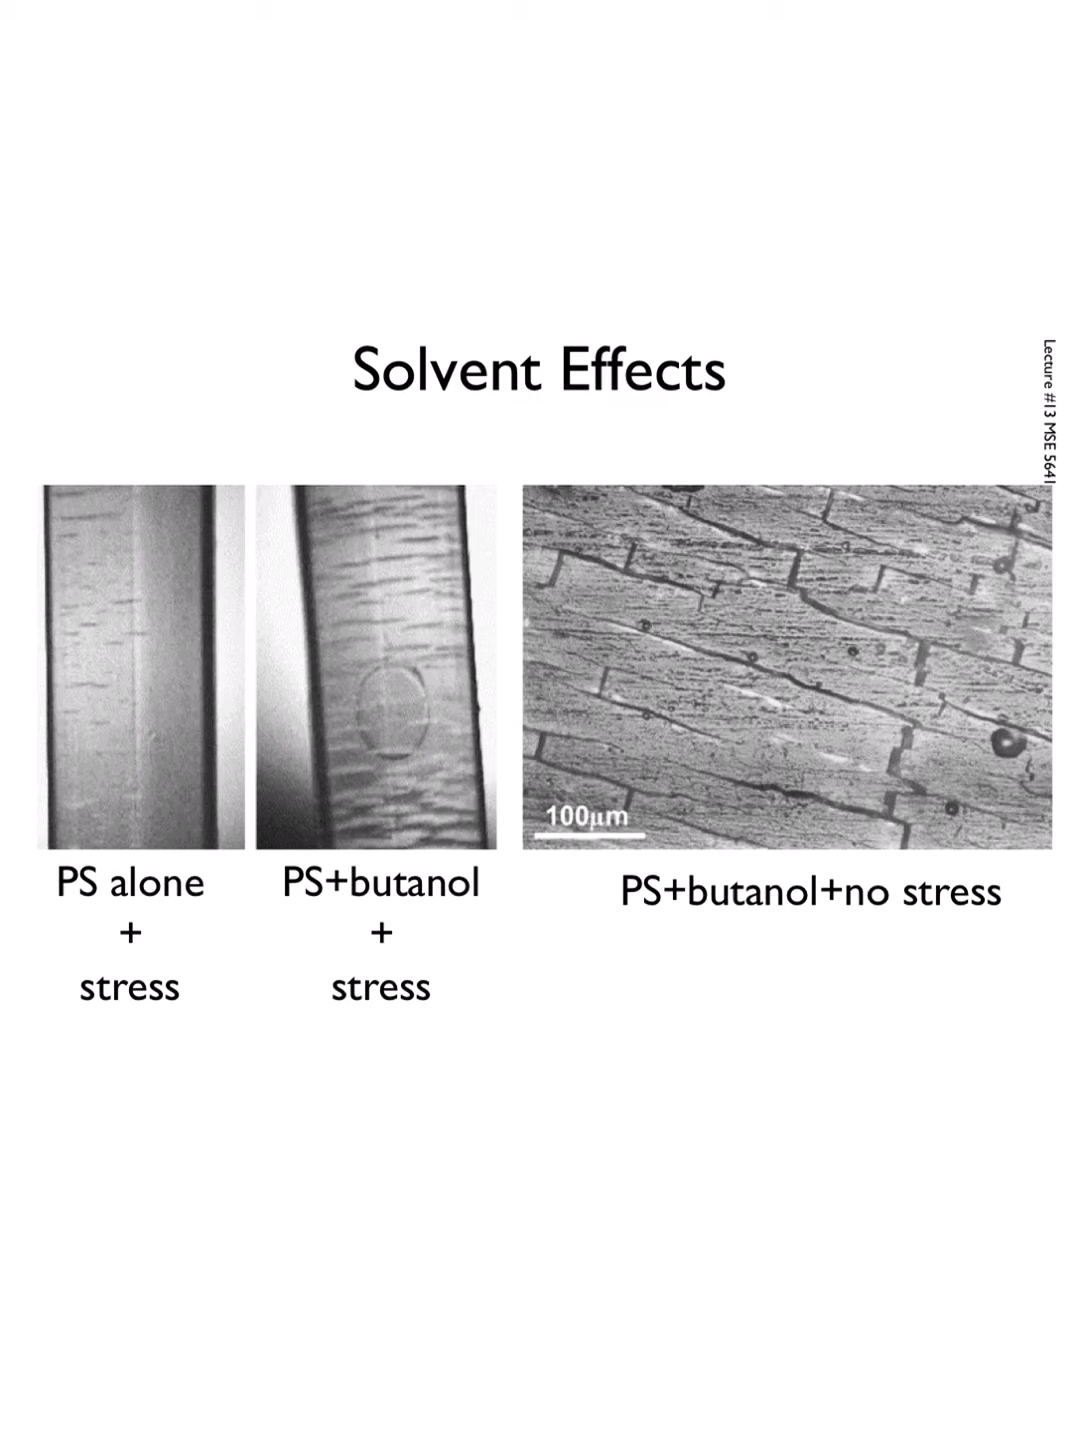 Solvent Effects
Lecture #13 MSE 5641
100μm
PS alone
+
stress
PS+butanol
+
stress
PS+butanol+no stress